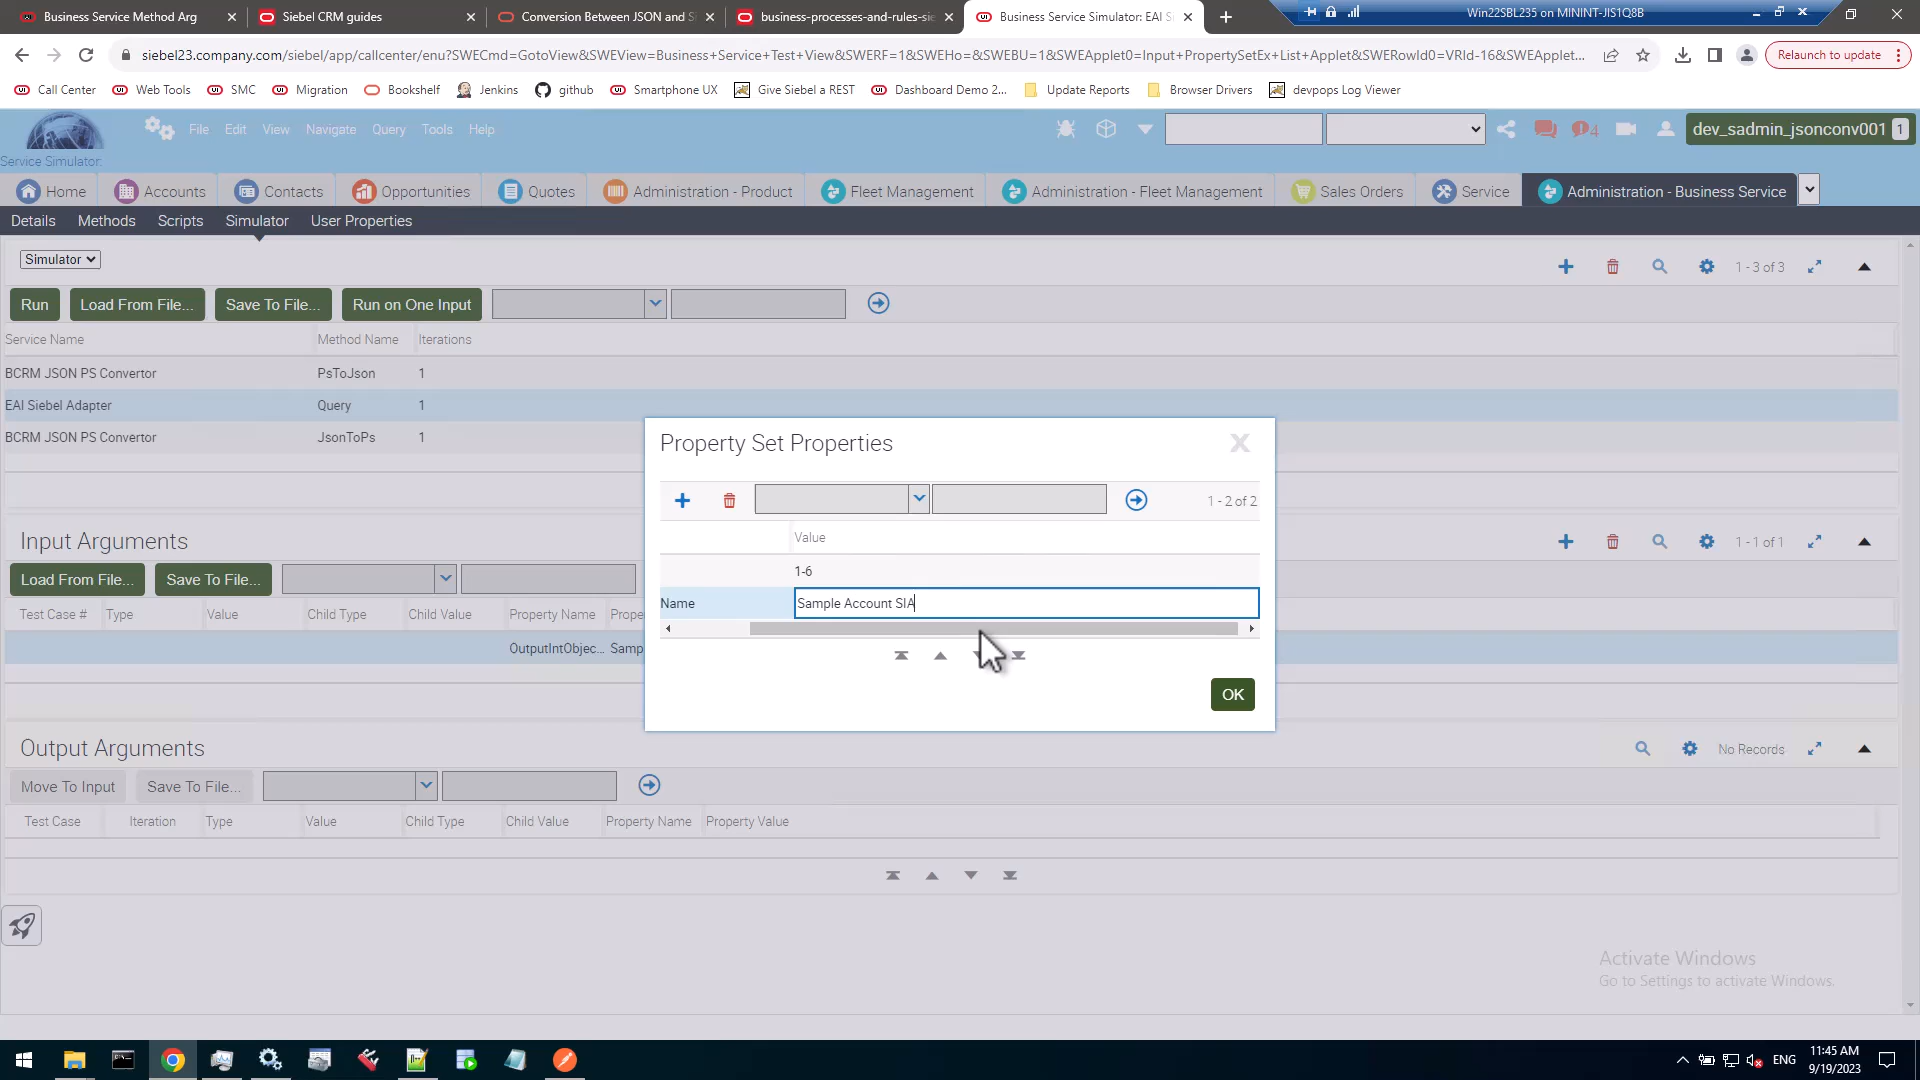 Business Service Method Arg
Siebel CRM guides
Conversion Between JSON and S
business-processes-and-rules-sie
Business Service Simulator: EAI S
Win22SBL235 on MININT-JIS1Q8B
siebel23.company.com/siebel/app/callcenter/enu?SWECmd=GotoView&SWEView=Business+Service+Test+View&SWERF=1&SWEHo=&SWEBU=1&SWEApplet0=Input+PropertySetEx+List+Applet&SWERowId0=VRId-16&SWEApplet...
Relaunch to update
Call Center
Web Tools
SMC
Migration
Bookshelf
Jenkins
github
Smartphone UX
Give Siebel a REST
Dashboard Demo 2...
Update Reports
Browser Drivers
devpops Log Viewer
File Edit View Navigate Query Tools Help
4
dev_sadmin_jsonconv001 1
Service Simulator:
Home
Accounts
Contacts
Opportunities
Quotes
Administration - Product
Fleet Management
Administration - Fleet Management
Sales Orders
Service
Administration - Business Service
Details Methods Scripts Simulator User Properties
Simulator
1 - 3 of 3
Run
Load From File...
Save To File...
Run on One Input
Service Name Method Name Iterations
BCRM JSON PS Convertor PsToJson 1
EAI Siebel Adapter Query 1
BCRM JSON PS Convertor JsonToPs 1
Property Set Properties
X
1 - 2 of 2
Value
1-6
Name Sample Account SIA
OK
Input Arguments
1 - 1 of 1
Load From File...
Save To File...
Test Case # Type Value Child Type Child Value Property Name Prope
OutputIntObjec... Samp
Output Arguments
No Records
Move To Input
Save To File...
Test Case Iteration Type Value Child Type Child Value Property Name Property Value
Activate Windows
Go to Settings to activate Windows.
ENG
11:45 AM
9/19/2023